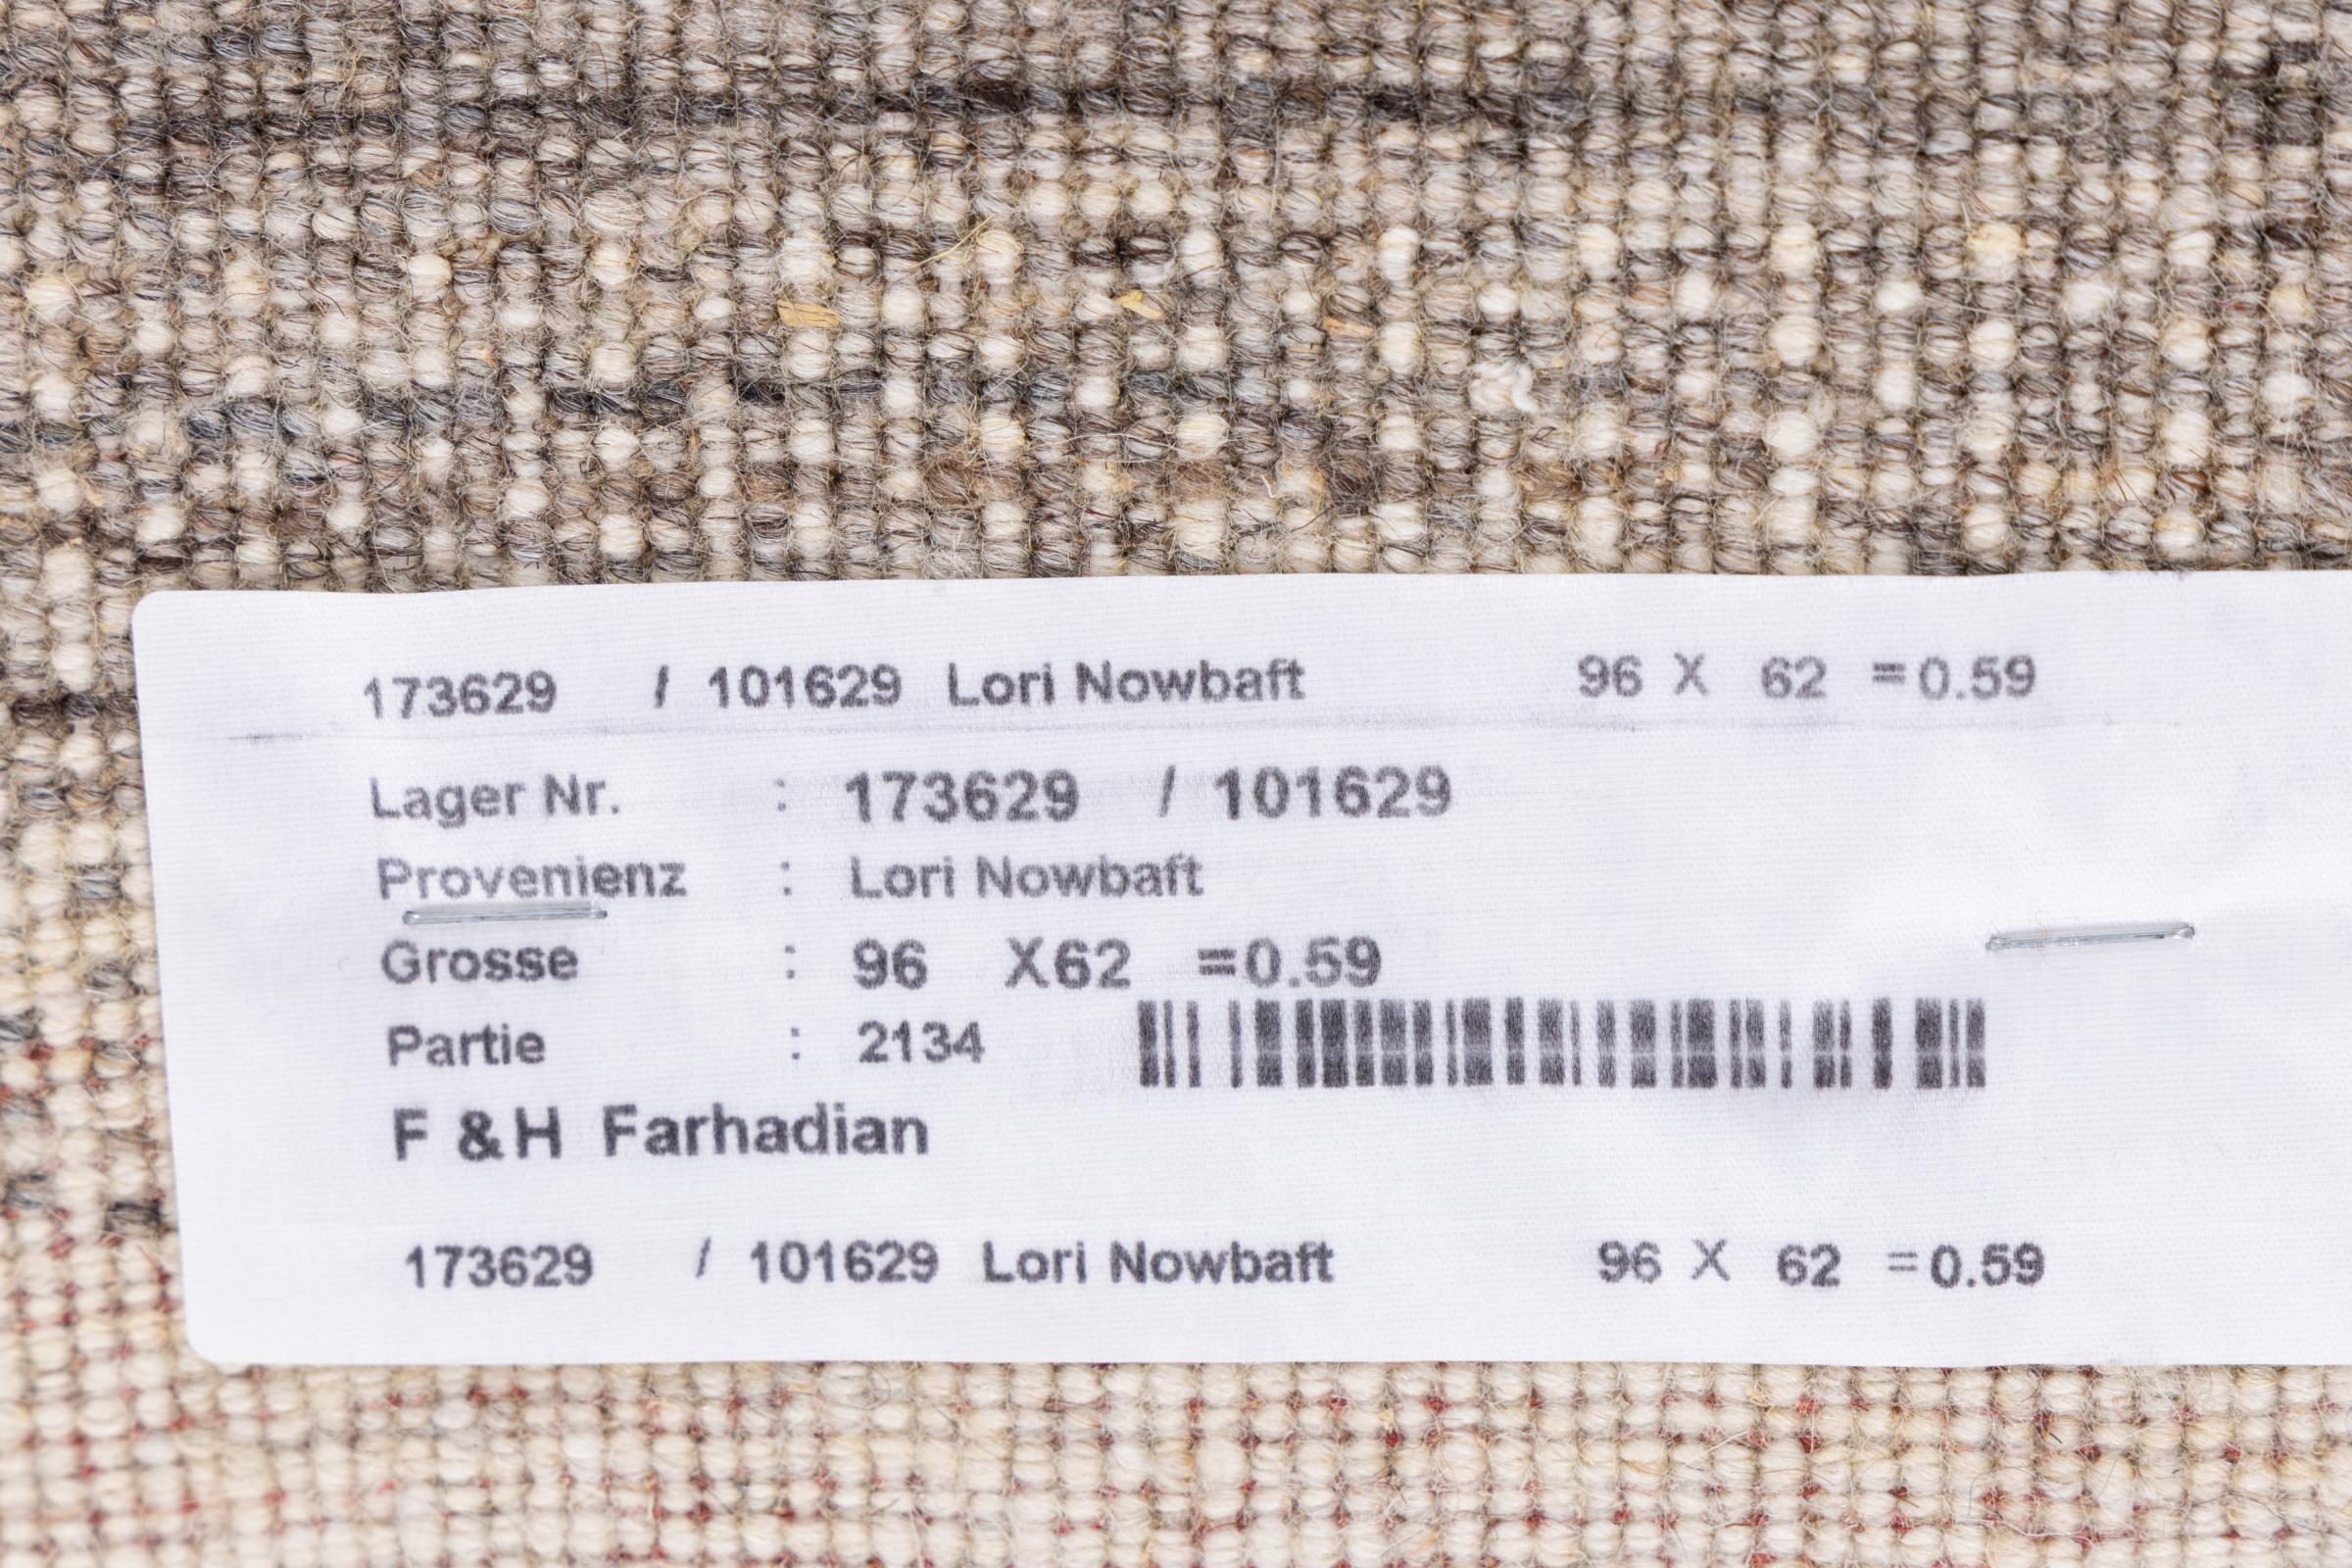 173629 / 101629 Lori Nowbaft 96 X 62 =0.59
Lager Nr. : 173629 / 101629
Provenienz : Lori Nowbaft
Grosse : 96 X62 =0.59
Partie : 2134
F &H Farhadian
173629 / 101629 Lori Nowbaft 96 X 62 =0.59